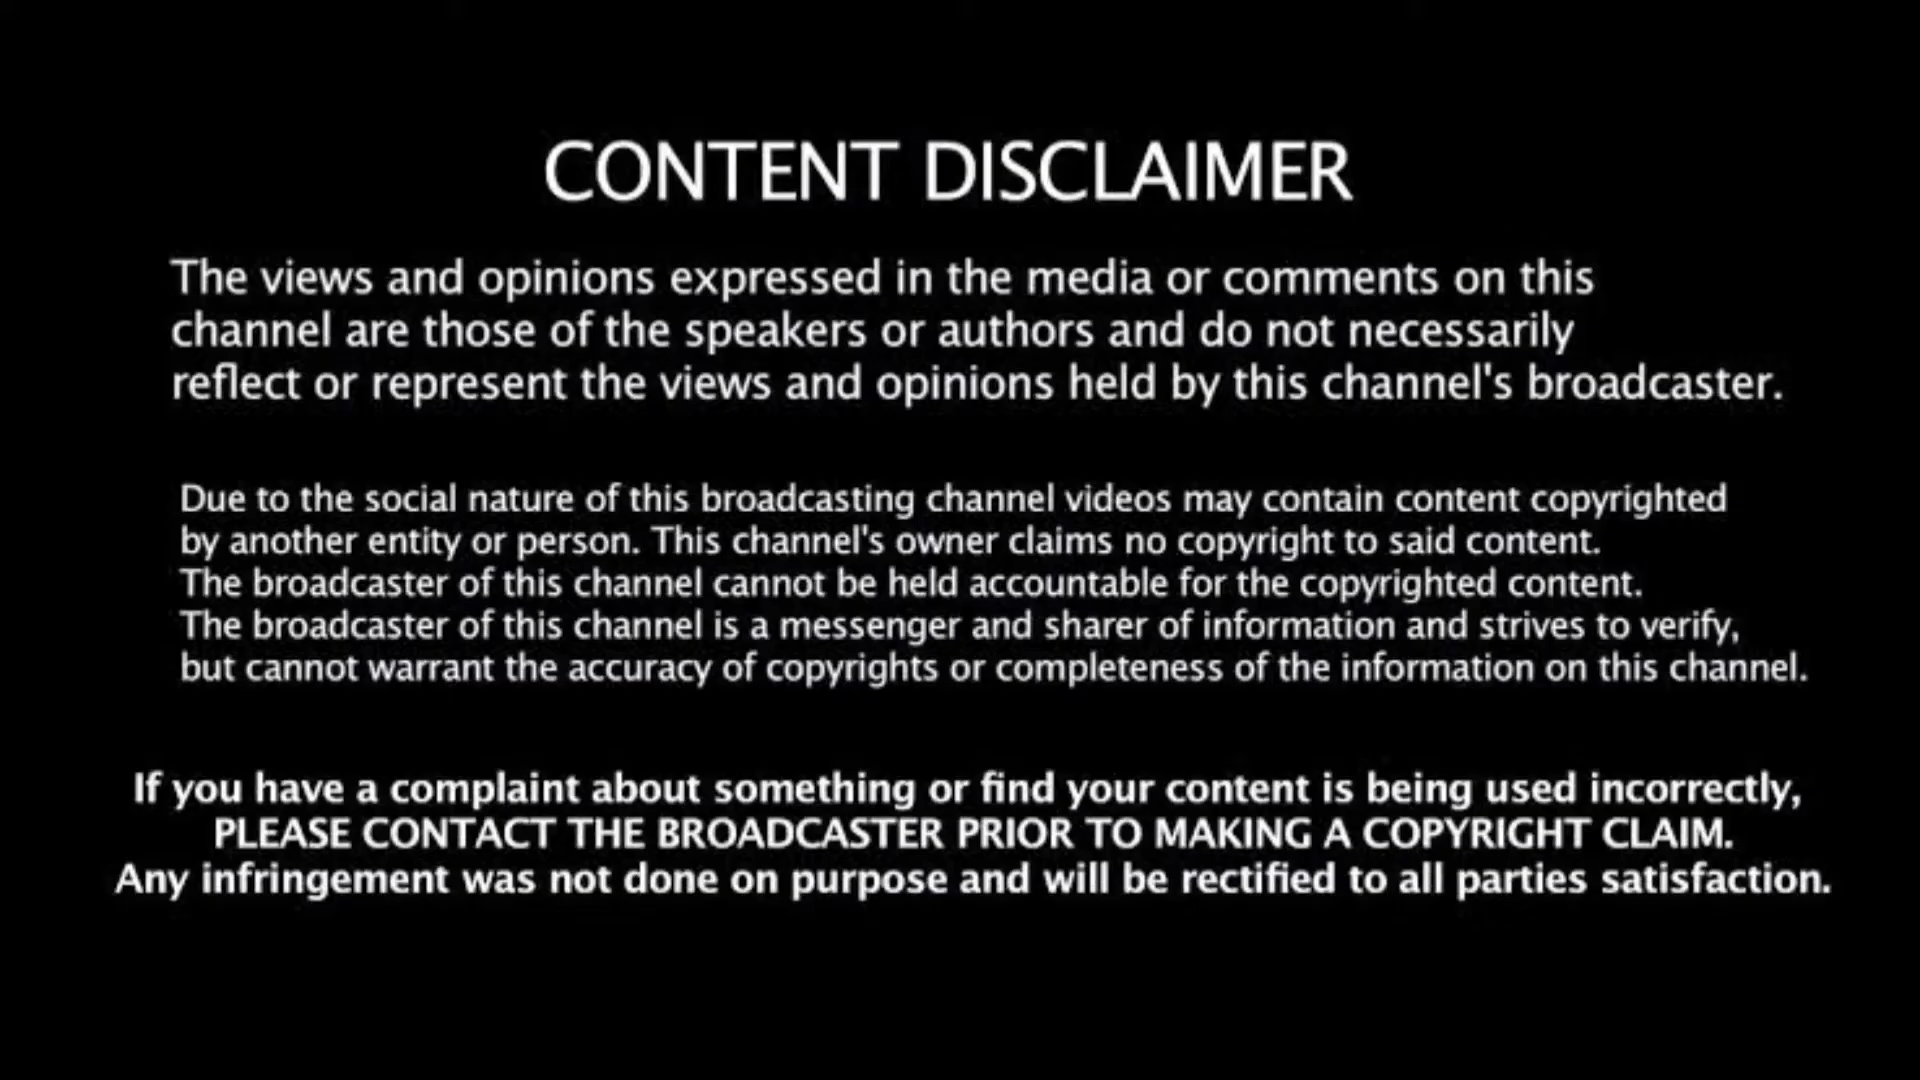 CONTENT DISCLAIMER
The views and opinions expressed in the media or comments on this
channel are those of the speakers or authors and do not necessarily
reflect or represent the views and opinions held by this channel's broadcaster.
Due to the social nature of this broadcasting channel videos may contain content copyrighted
by another entity or person. This channel's owner claims no copyright to said content.
The broadcaster of this channel cannot be held accountable for the copyrighted content.
The broadcaster of this channel is a messenger and sharer of information and strives to verify,
but cannot warrant the accuracy of copyrights or completeness of the information on this channel.
If you have a complaint about something or find your content is being used incorrectly,
PLEASE CONTACT THE BROADCASTER PRIOR TO MAKING A COPYRIGHT CLAIM.
Any infringement was not done on purpose and will be rectified to all parties satisfaction.